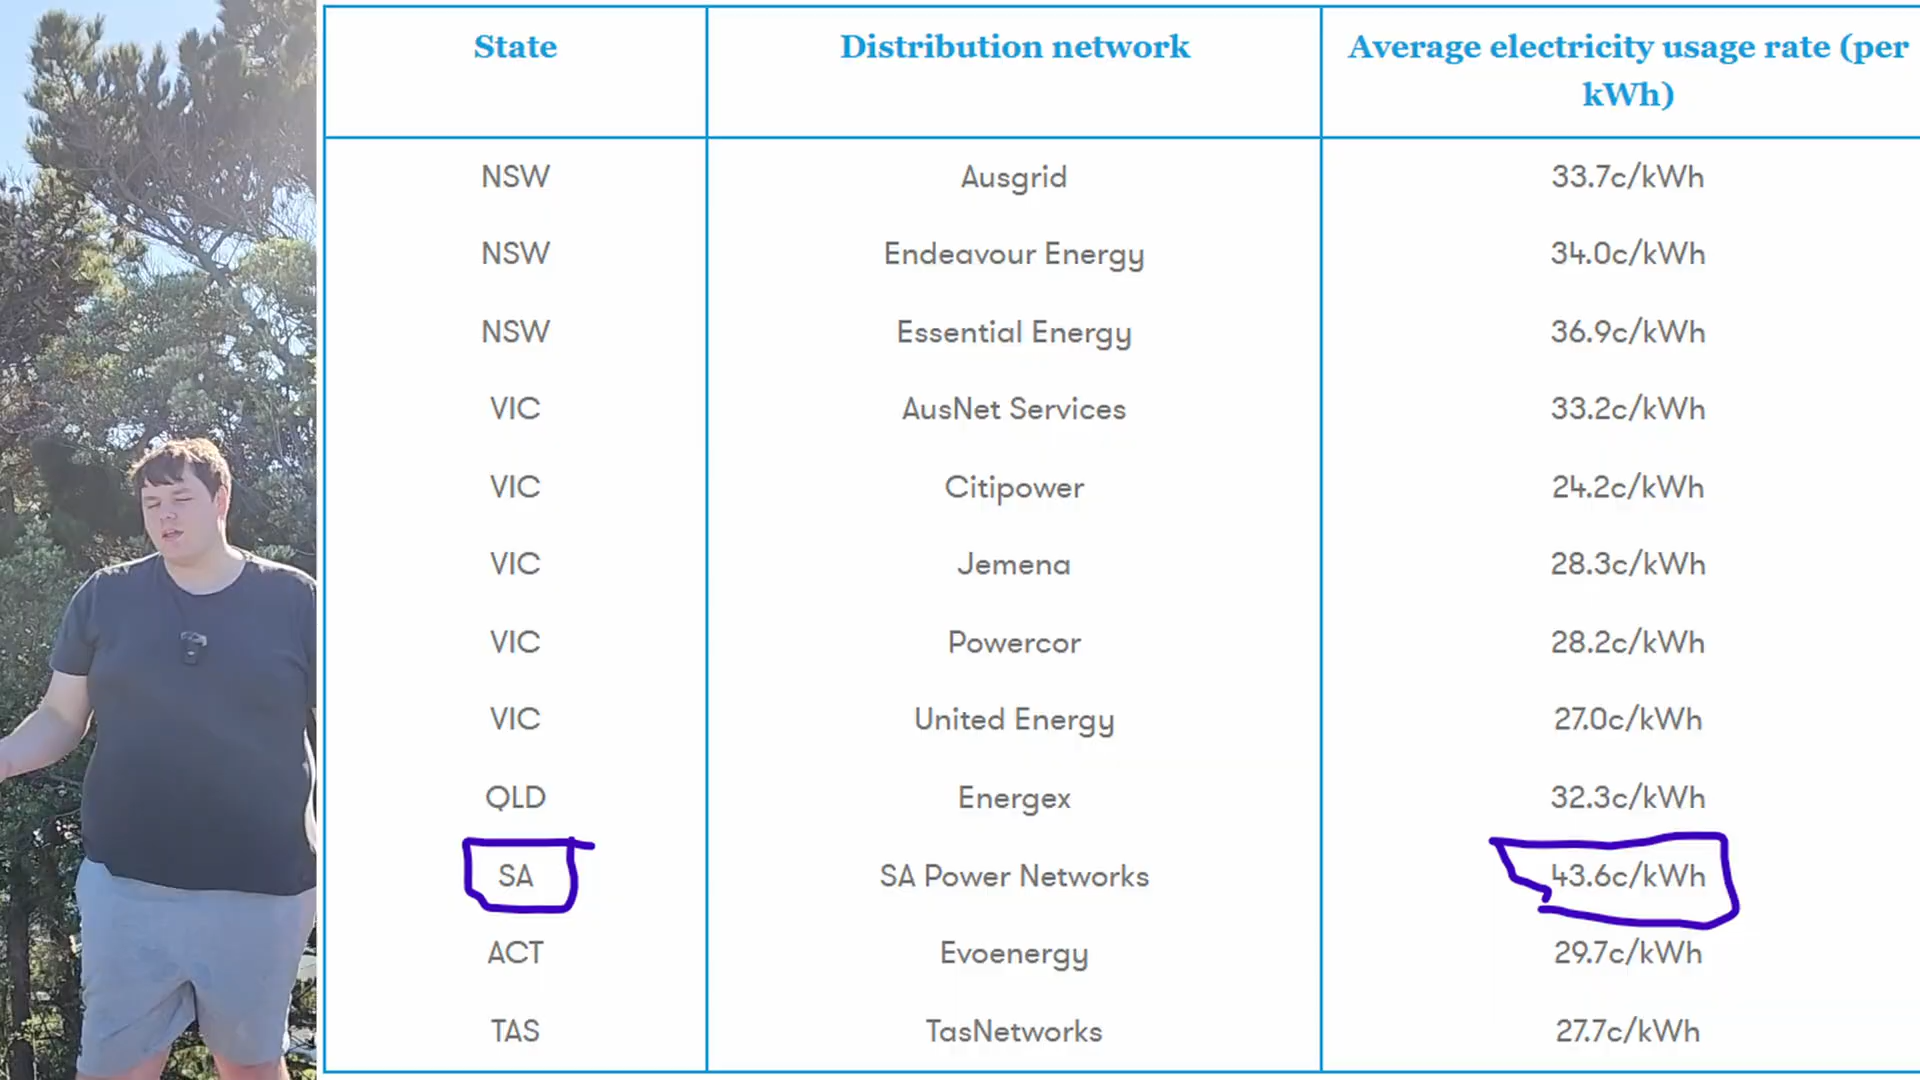 State Distribution network Average electricity usage rate (per
kWh)
NSW Ausgrid 33.7c/kWh
NSW Endeavour Energy 34.0c/kWh
NSW Essential Energy 36.9c/kWh
VIC AusNet Services 33.2c/kWh
VIC Citipower 24.2c/kWh
VIC Jemena 28.3c/kWh
VIC Powercor 28.2c/kWh
VIC United Energy 27.0c/kWh
QLD Energex 32.3c/kWh
SA SA Power Networks 43.6c/kWh
ACT Evoenergy 29.7c/kWh
TAS TasNetworks 27.7c/kWh